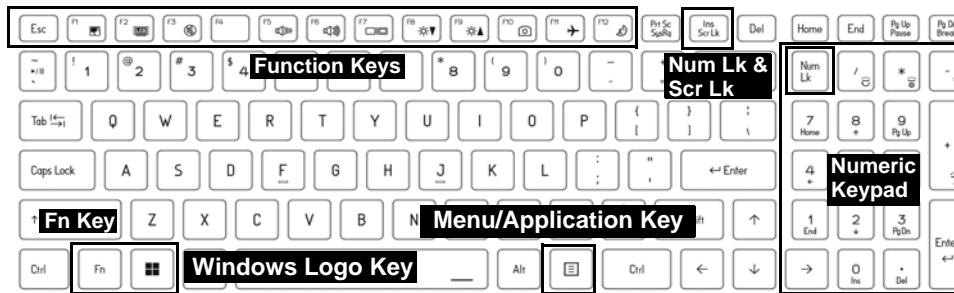 Esc F1 F2 F3 F4 F5 F6 F7 F8 F9 F10 F11 F12 Prt Sc SysRq Ins Scr Lk Del Home End Pg Up Pause Pg D Break
~ ` ! 1 @ 2 # 3 $ 4 Function Keys * 8 ( 9 ) 0 Num Lk & Scr Lk Num Lk / * -
Tab Q W E R T Y U I O P { [ } ] ¦ \ 7 Home 8 9 Pg Up +
Caps Lock A S D F G H J K L : ; " ' Enter 4 Numeric Keypad
Fn Key Z X C V B N Menu/Application Key ↑ 1 End 2 3 PgDn Ente
Ctrl Fn Windows Logo Key Alt Ctrl ← ↓ → 0 Ins . Del